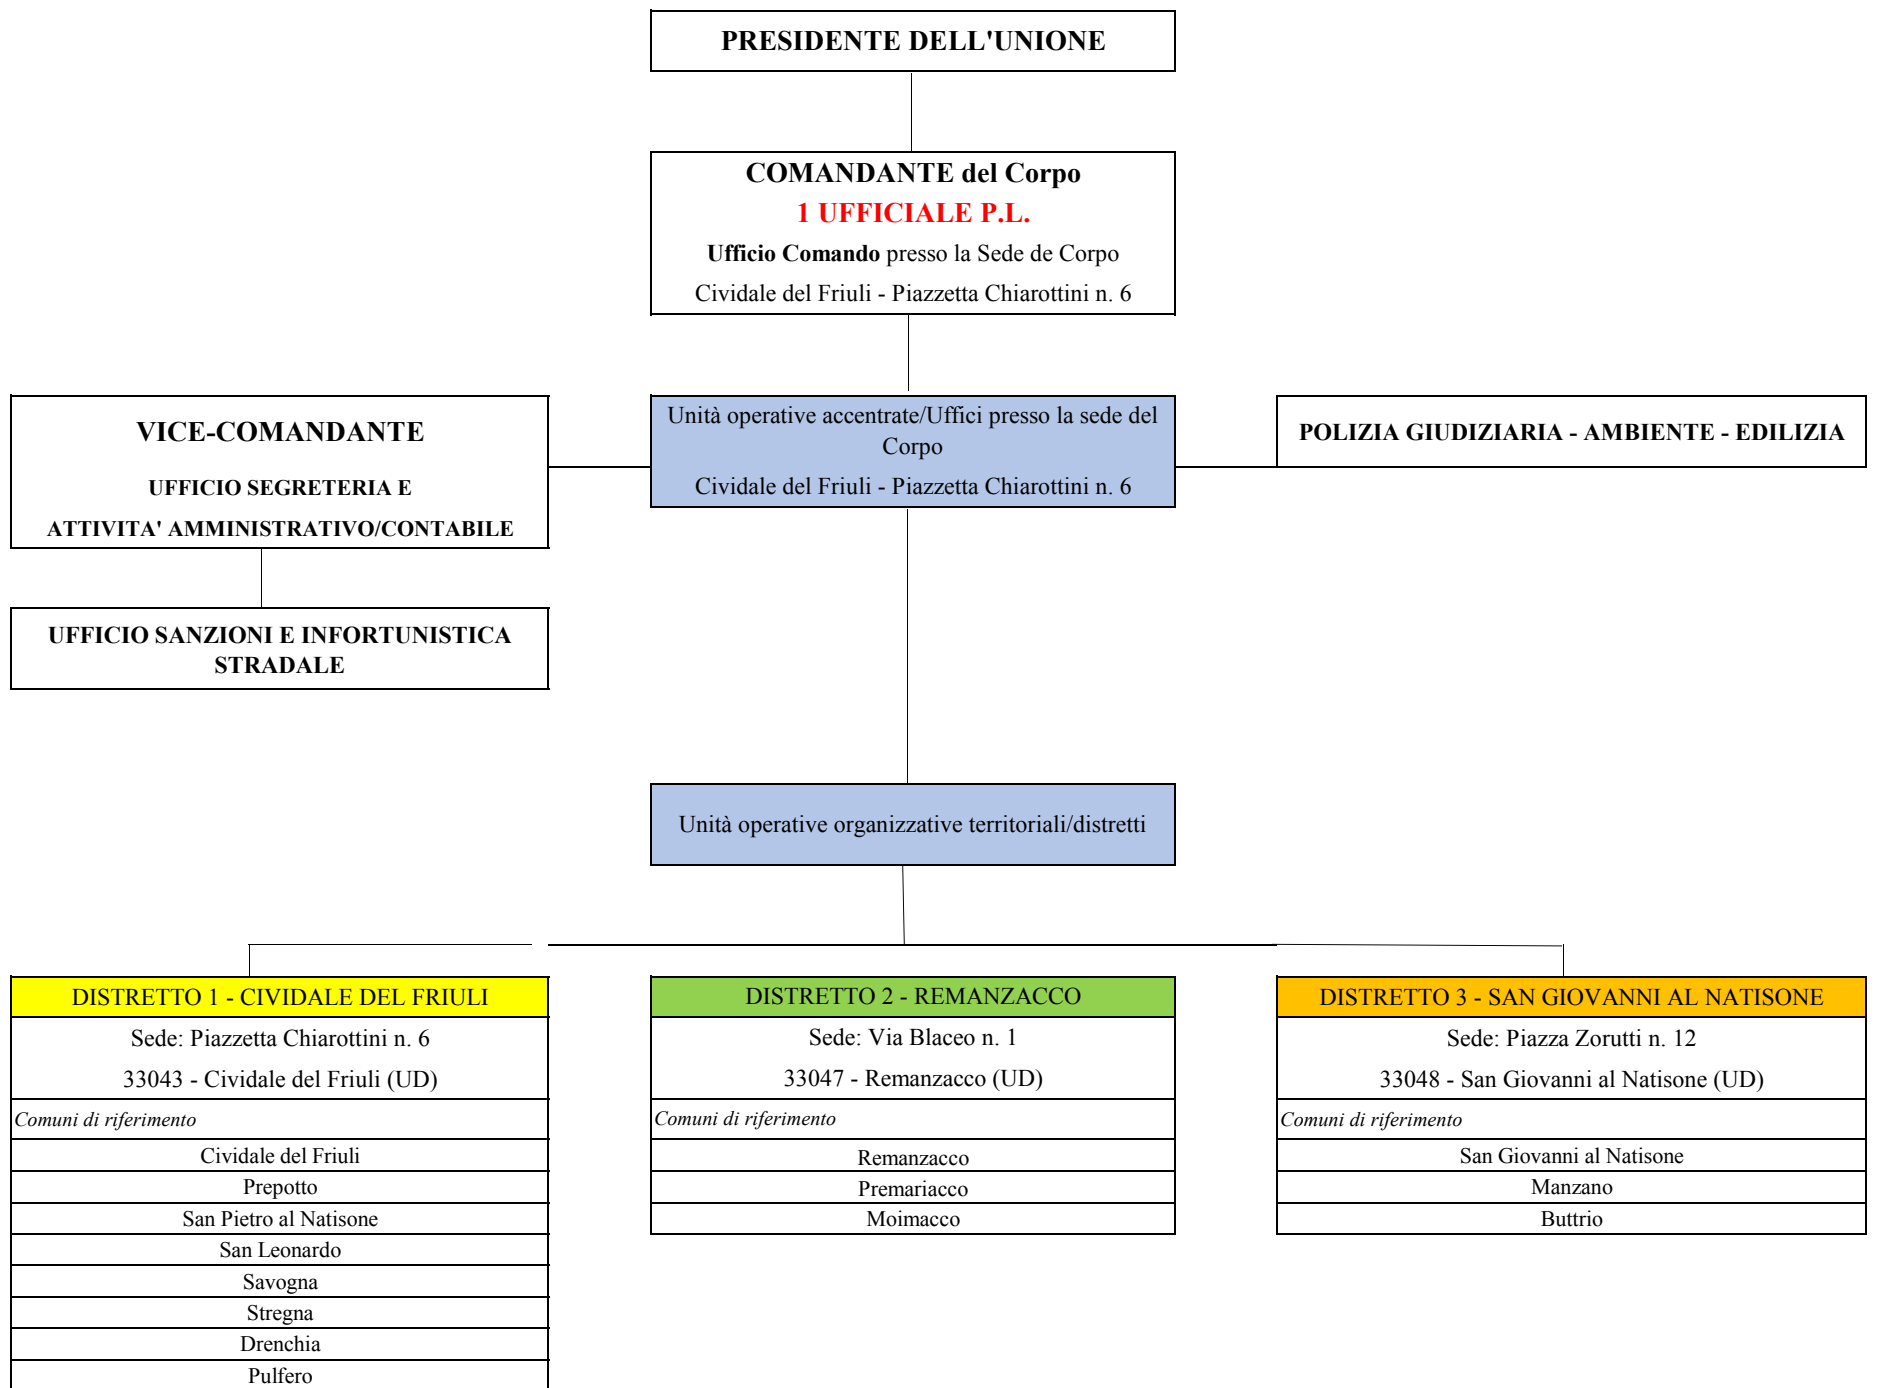 PRESIDENTE DELL'UNIONE
COMANDANTE del Corpo
1 UFFICIALE P.L.
Ufficio Comando presso la Sede de Corpo
Cividale del Friuli - Piazzetta Chiarottini n. 6
VICE-COMANDANTE
UFFICIO SEGRETERIA E
ATTIVITA' AMMINISTRATIVO/CONTABILE
Unità operative accentrate/Uffici presso la sede del
Corpo
Cividale del Friuli - Piazzetta Chiarottini n. 6
POLIZIA GIUDIZIARIA - AMBIENTE - EDILIZIA
UFFICIO SANZIONI E INFORTUNISTICA
STRADALE
Unità operative organizzative territoriali/distretti
DISTRETTO 1 - CIVIDALE DEL FRIULI
Sede: Piazzetta Chiarottini n. 6
33043 - Cividale del Friuli (UD)
Comuni di riferimento
Cividale del Friuli
Prepotto
San Pietro al Natisone
San Leonardo
Savogna
Stregna
Drenchia
Pulfero
DISTRETTO 2 - REMANZACCO
Sede: Via Blaceo n. 1
33047 - Remanzacco (UD)
Comuni di riferimento
Remanzacco
Premariacco
Moimacco
DISTRETTO 3 - SAN GIOVANNI AL NATISONE
Sede: Piazza Zorutti n. 12
33048 - San Giovanni al Natisone (UD)
Comuni di riferimento
San Giovanni al Natisone
Manzano
Buttrio